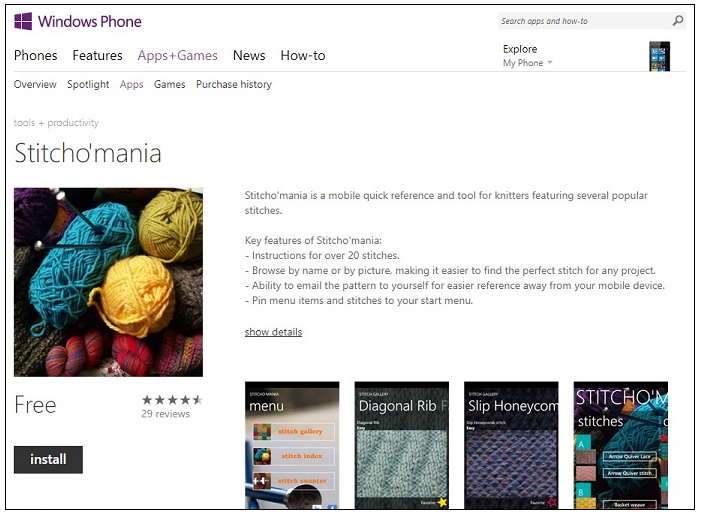 Windows Phone
Search apps and how-to
Phones Features Apps+Games News How-to
Explore
My Phone
Overview Spotlight Apps Games Purchase history
tools + productivity
Stitcho'mania
Stitcho'mania is a mobile quick reference and tool for knitters featuring several popular
stitches.
Key features of Stitcho'mania:
- Instructions for over 20 stitches.
- Browse by name or by picture, making it easier to find the perfect stitch for any project.
- Ability to email the pattern to yourself for easier reference away from your mobile device.
- Pin menu items and stitches to your start menu.
show details
Free
29 reviews
install
STITCHO'MANIA
menu
stitch gallery
stitch index
stitch counter
STITCH GALLERY
Diagonal Rib F
Diagonal Rib
Easy
Favorite
STITCH GALLERY
Slip Honeycom
Slip Honeycomb stitch
Easy
Favorite
STITCHO'M
stitches
A
Arrow Quiver Lace
Arrow Quiver stitch
B
Basket weave